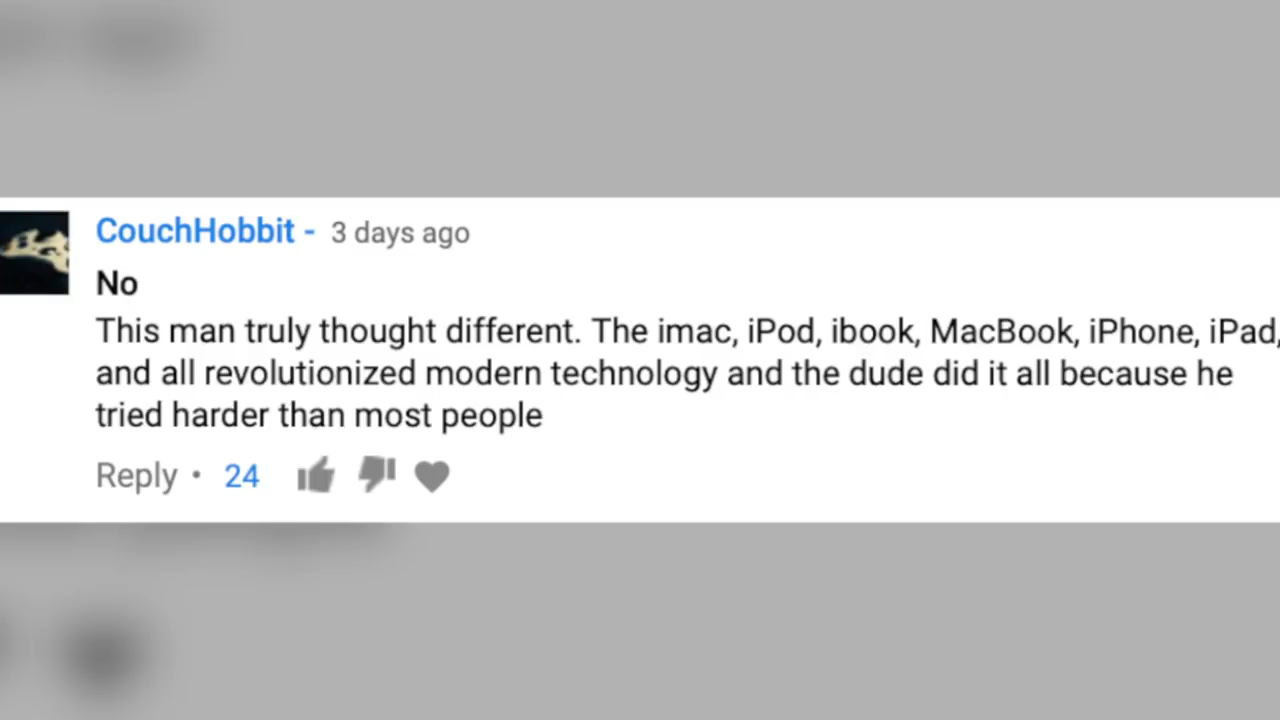 CouchHobbit - 3 days ago
No
This man truly thought different. The imac, iPod, ibook, MacBook, iPhone, iPad,
and all revolutionized modern technology and the dude did it all because he
tried harder than most people
Reply • 24